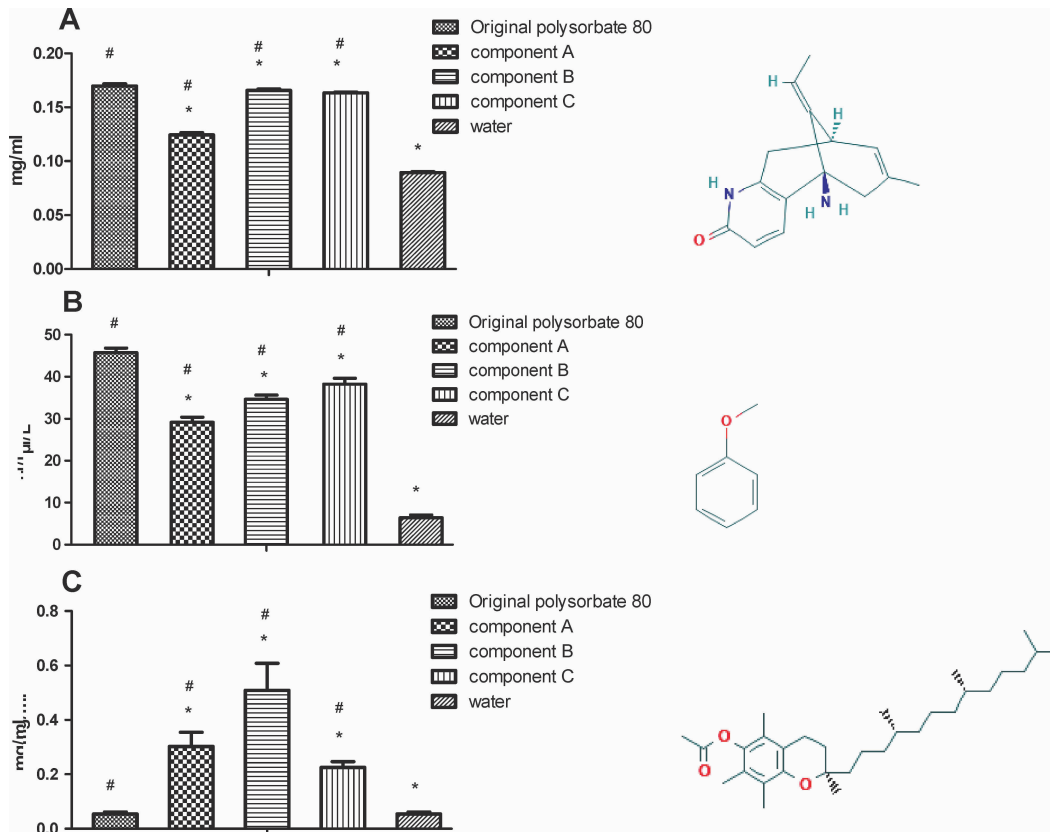 A
Original polysorbate 80
component A
component B
component C
water
mg/ml
0.20
0.15
0.10
0.05
0.00
#
#
*
#
*
#
*
*
H
H
H
N
O
N
H
H
B
Original polysorbate 80
component A
component B
component C
water
50
40
30
20
10
0
#
#
*
#
*
#
*
*
O
C
Original polysorbate 80
component A
component B
component C
water
mg/ml
0.8
0.6
0.4
0.2
0.0
#
#
*
#
*
#
*
*
O
O
O